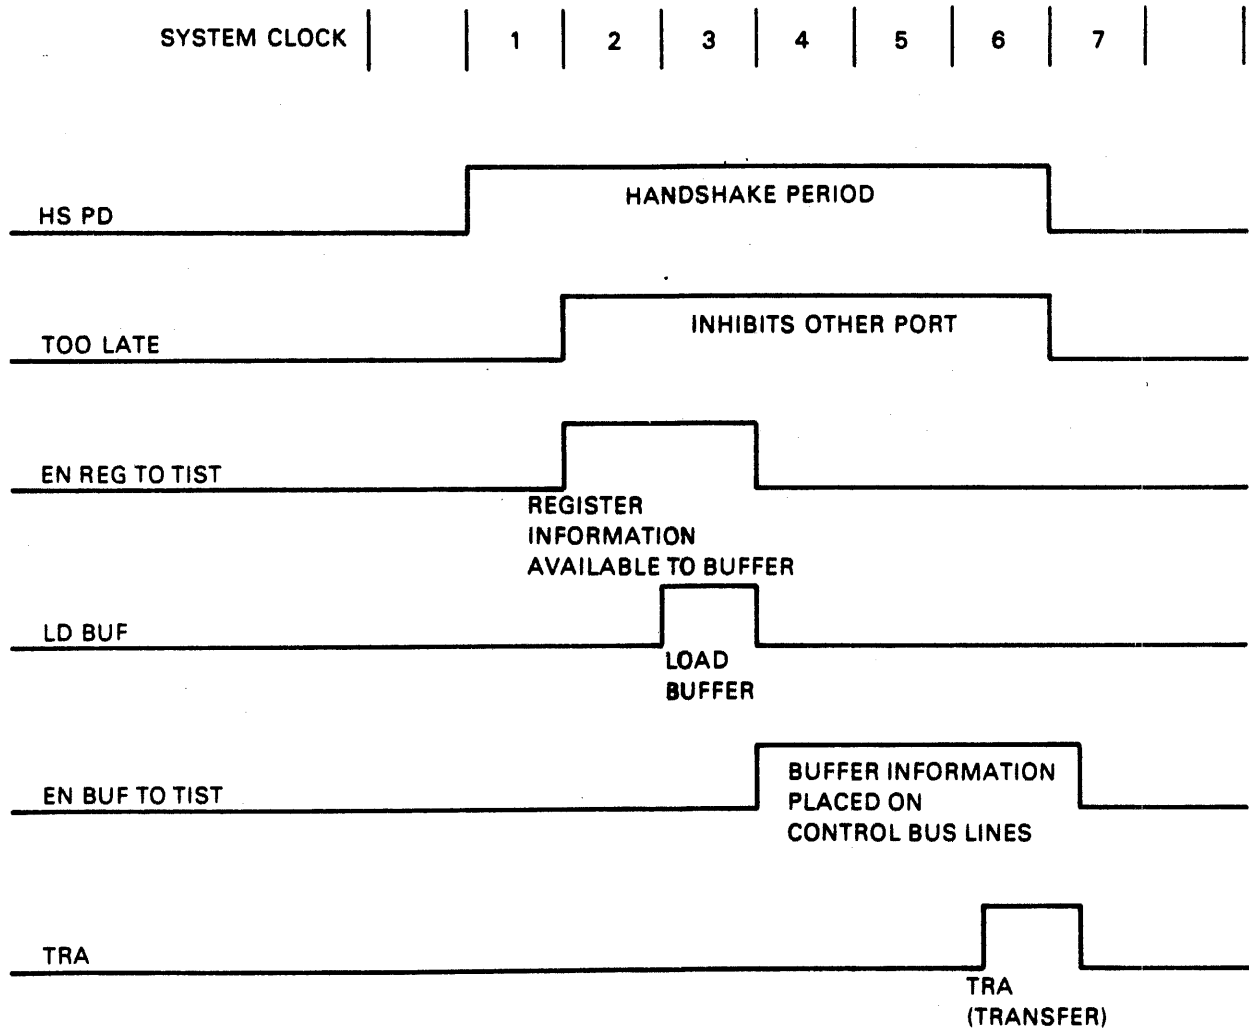 SYSTEM CLOCK 1 2 3 4 5 6 7
HANDSHAKE PERIOD
HS PD
INHIBITS OTHER PORT
TOO LATE
EN REG TO TIST
REGISTER
INFORMATION
AVAILABLE TO BUFFER
LD BUF
LOAD
BUFFER
BUFFER INFORMATION
EN BUF TO TIST
PLACED ON
CONTROL BUS LINES
TRA
TRA
(TRANSFER)